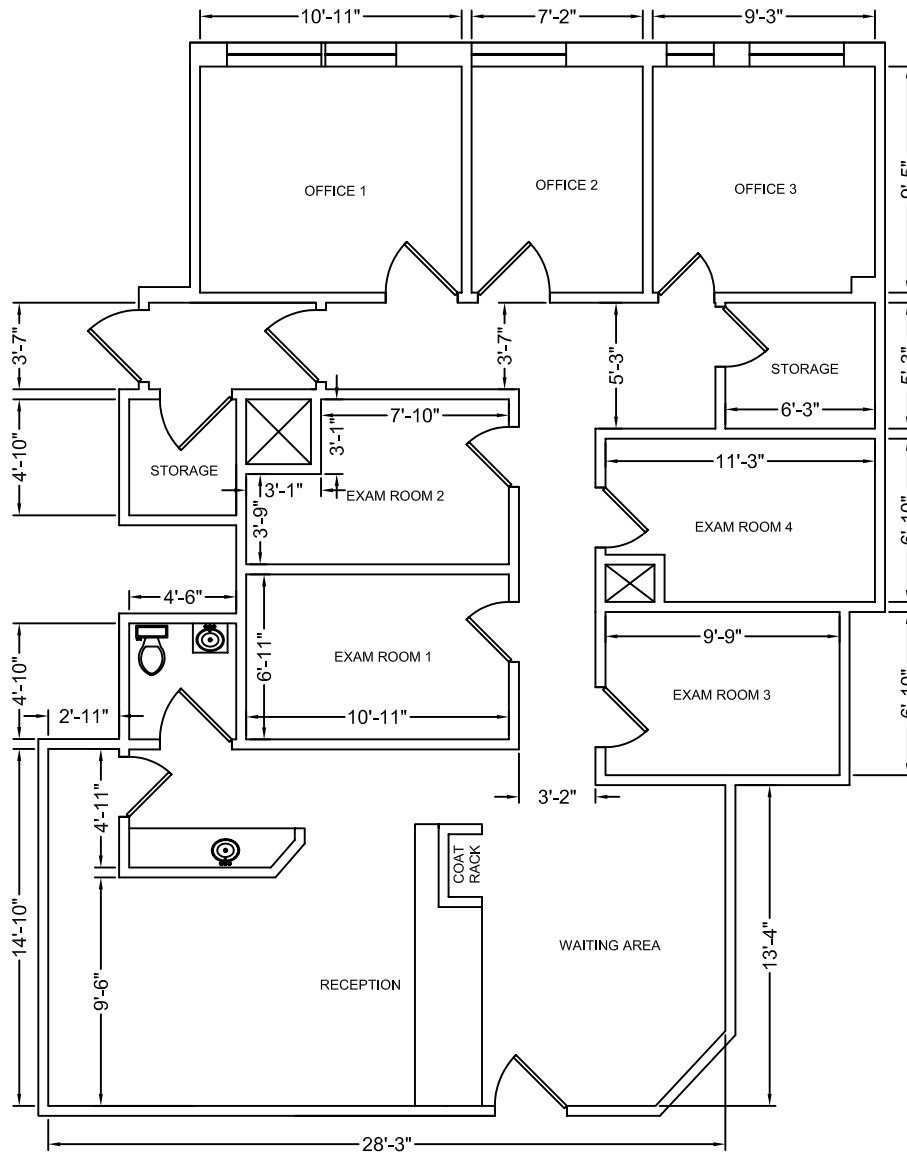 10'-11"
7'-2"
9'-3"
OFFICE 1
OFFICE 2
OFFICE 3
3'-7"
3'-7"
5'-3"
STORAGE
6'-3"
7'-10"
3'-1"
4'-10"
STORAGE
3'-1"
EXAM ROOM 2
3'-9"
11'-3"
EXAM ROOM 4
4'-6"
9'-9"
4'-10"
6'-11"
EXAM ROOM 1
EXAM ROOM 3
2'-11"
10'-11"
3'-2"
4'-11"
COAT
RACK
14'-10"
9'-6"
WAITING AREA
13'-4"
RECEPTION
28'-3"